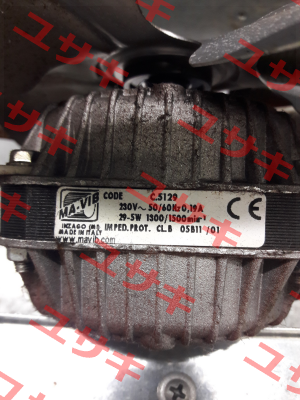 ユサキ
MA-VIB
INZAGO (MI)
MADE IN ITALY
www.mavib.com
CODE C.5129
230V~ 50/60Hz 0,19A
29-5W 1300/1500min⁻¹
IMPED.PROT. CL.B 05B11 /01
CE